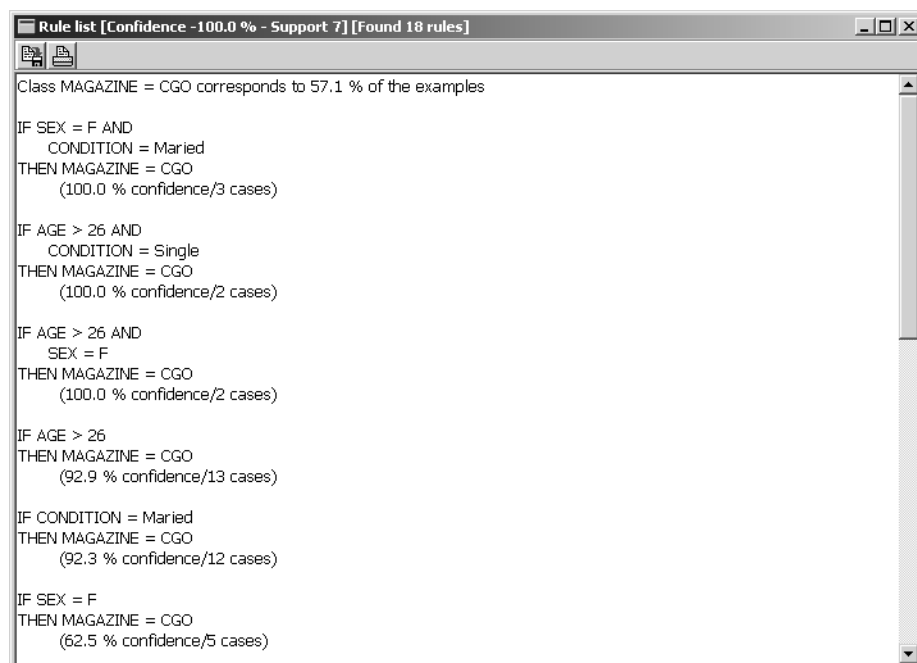 Rule list [Confidence -100.0 % - Support 7] [Found 18 rules]
Class MAGAZINE = CGO corresponds to 57.1 % of the examples
IF SEX = F AND
CONDITION = Maried
THEN MAGAZINE = CGO
(100.0 % confidence/3 cases)
IF AGE > 26 AND
CONDITION = Single
THEN MAGAZINE = CGO
(100.0 % confidence/2 cases)
IF AGE > 26 AND
SEX = F
THEN MAGAZINE = CGO
(100.0 % confidence/2 cases)
IF AGE > 26
THEN MAGAZINE = CGO
(92.9 % confidence/13 cases)
IF CONDITION = Maried
THEN MAGAZINE = CGO
(92.3 % confidence/12 cases)
IF SEX = F
THEN MAGAZINE = CGO
(62.5 % confidence/5 cases)